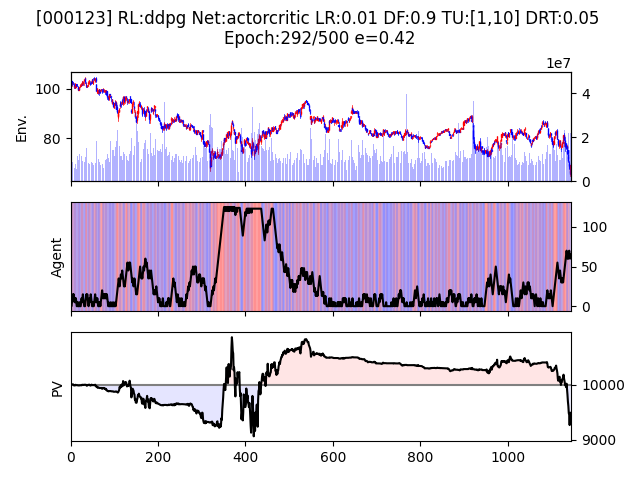 [000123] RL:ddpg Net:actorcritic LR:0.01 DF:0.9 TU:[1,10] DRT:0.05
Epoch:292/500 e=0.42
1e7
100
80
Env.
4
2
0
Agent
100
50
0
PV
10000
9000
0 200 400 600 800 1000